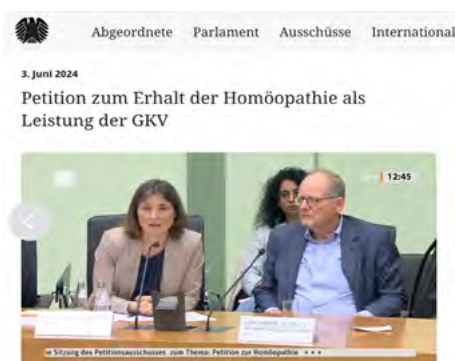 Abgeordnete Parlament Ausschüsse International
3. Juni 2024
Petition zum Erhalt der Homöopathie als
Leistung der GKV
12:45
Sitzung des Petitionsausschusses zum Thema: Petition zur Homöopathie